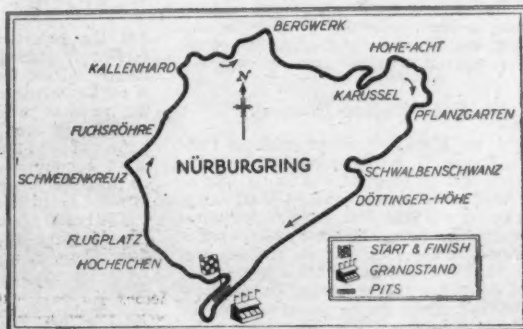 BERGWERK
HOHE-ACHT
KALLENHARD
N
KARUSSEL
PFLANZGARTEN
FUCHSRÖHRE
NÜRBURGRING
SCHWALBENSCHWANZ
SCHWEDENKREUZ
DÖTTINGER-HÖHE
FLUGPLATZ
HOCHEICHEN
START & FINISH
GRANDSTAND
PITS